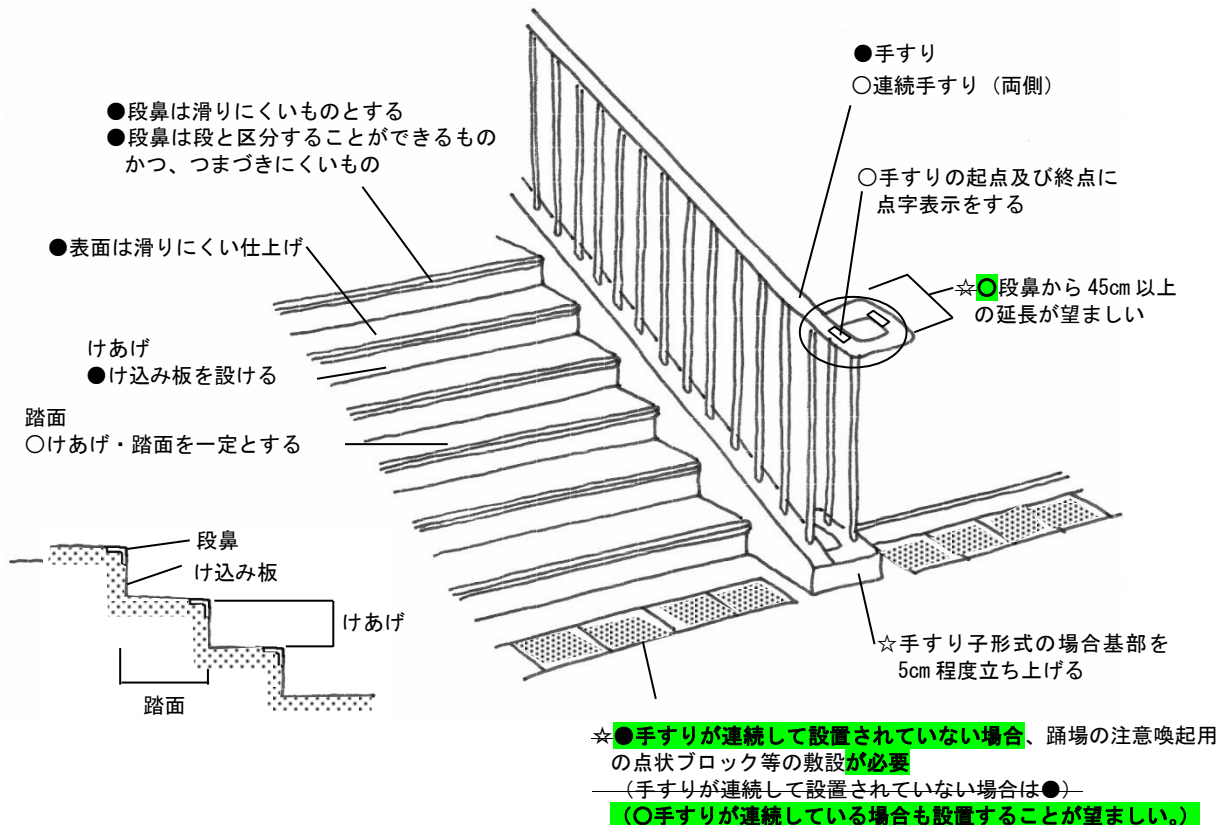 ●手すり
○連続手すり（両側）
●段鼻は滑りにくいものとする
●段鼻は段と区分することができるもの
かつ、つまづきにくいもの
○手すりの起点及び終点に
点字表示をする
●表面は滑りにくい仕上げ
☆○段鼻から 45cm 以上
の延長が望ましい
けあげ
●け込み板を設ける
踏面
○けあげ・踏面を一定とする
段鼻
け込み板
けあげ
踏面
☆手すり子形式の場合基部を
5cm 程度立ち上げる
☆●手すりが連続して設置されていない場合、踊場の注意喚起用
の点状ブロック等の敷設が必要
（手すりが連続して設置されていない場合は●）
（○手すりが連続している場合も設置することが望ましい。）